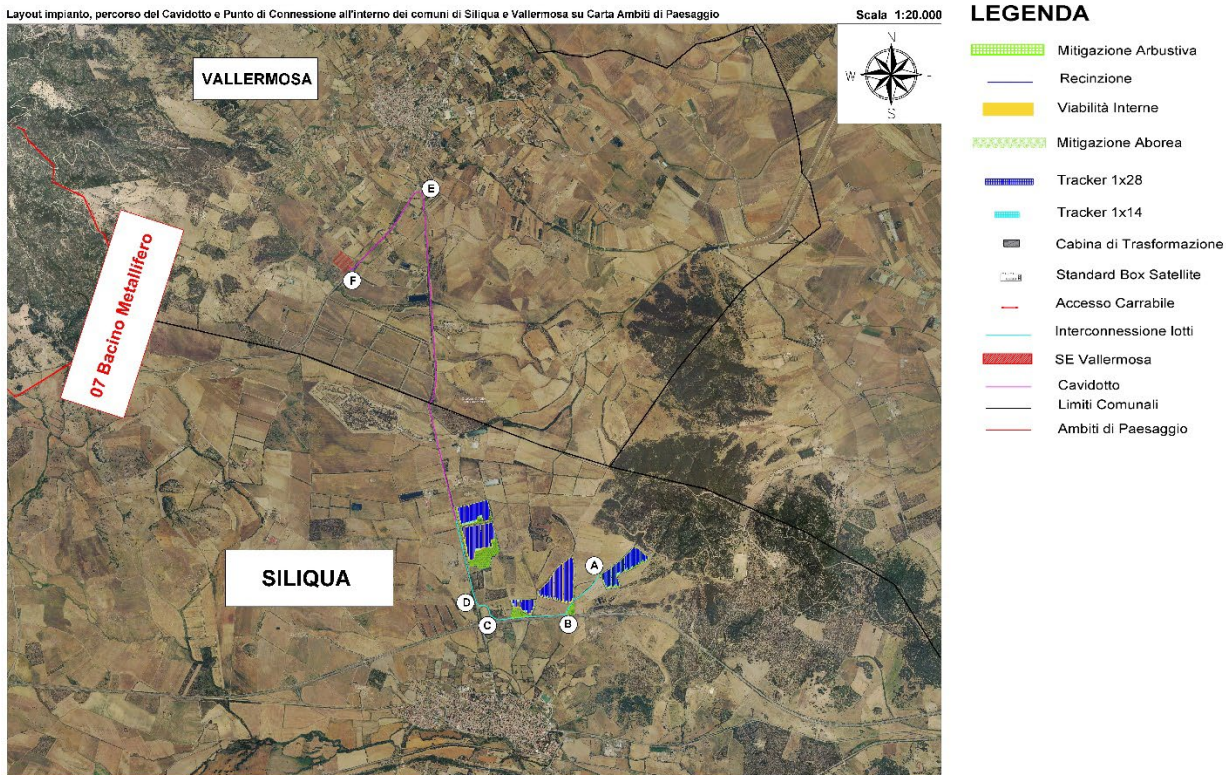 Layout impianto, percorso del Cavidotto e Punto di Connessione all'interno dei comuni di Siliqua e Vallermosa su Carta Ambiti di Paesaggio
Scala 1:20.000
N
W
S
VALLERMOSA
E
F
07 Bacino Metallifero
SILIQUA
A
D
C
B
LEGENDA
Mitigazione Arbustiva
Recinzione
Viabilità Interne
Mitigazione Aborea
Tracker 1x28
Tracker 1x14
Cabina di Trasformazione
Standard Box Satellite
Accesso Carrabile
Interconnessione lotti
SE Vallermosa
Cavidotto
Limiti Comunali
Ambiti di Paesaggio